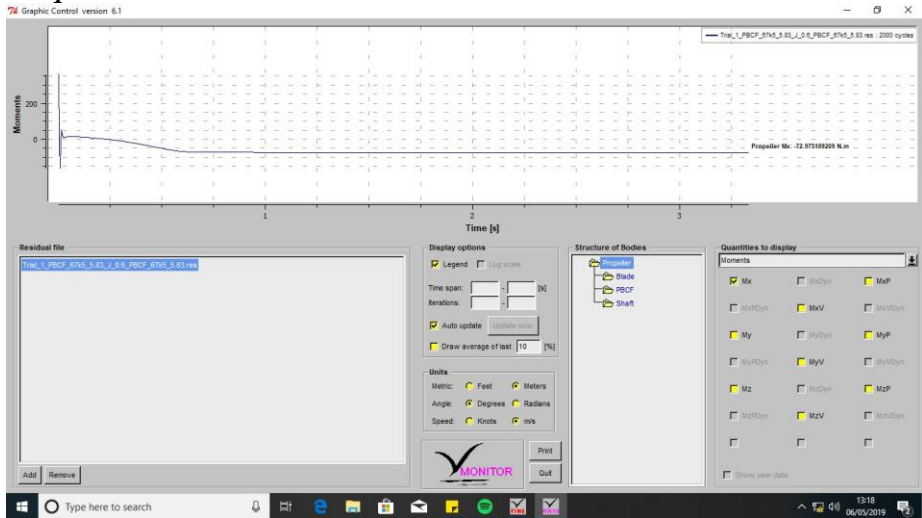 Graphic Control version 6.1
Trial_1_PBCF_67k5_5.83_J_0.6_PBCF_67k5_5.83.res : 2000 cycles
Moments
200
0
Propeller Mx: -72.975189209 N.m
1
2
3
Time [s]
Residual file
Trial_1_PBCF_67k5_5.83_J_0.6_PBCF_67k5_5.83.res
Add
Remove
Display options
Legend
Log scale
Time span:
-
[s]
Iterations:
-
Auto update
Update now
Draw average of last
10
[%]
Units
Metric:
Feet
Meters
Angle:
Degrees
Radians
Speed:
Knots
m/s
MONITOR
Print
Quit
Structure of Bodies
Propeller
Blade
PBCF
Shaft
Quantities to display
Moments
Mx
MxDyn
MxP
MxPDyn
MxV
MxVDyn
My
MyDyn
MyP
MyPDyn
MyV
MyVDyn
Mz
MzDyn
MzP
MzPDyn
MzV
MzVDyn
Show user data
Type here to search
13:18
06/05/2019